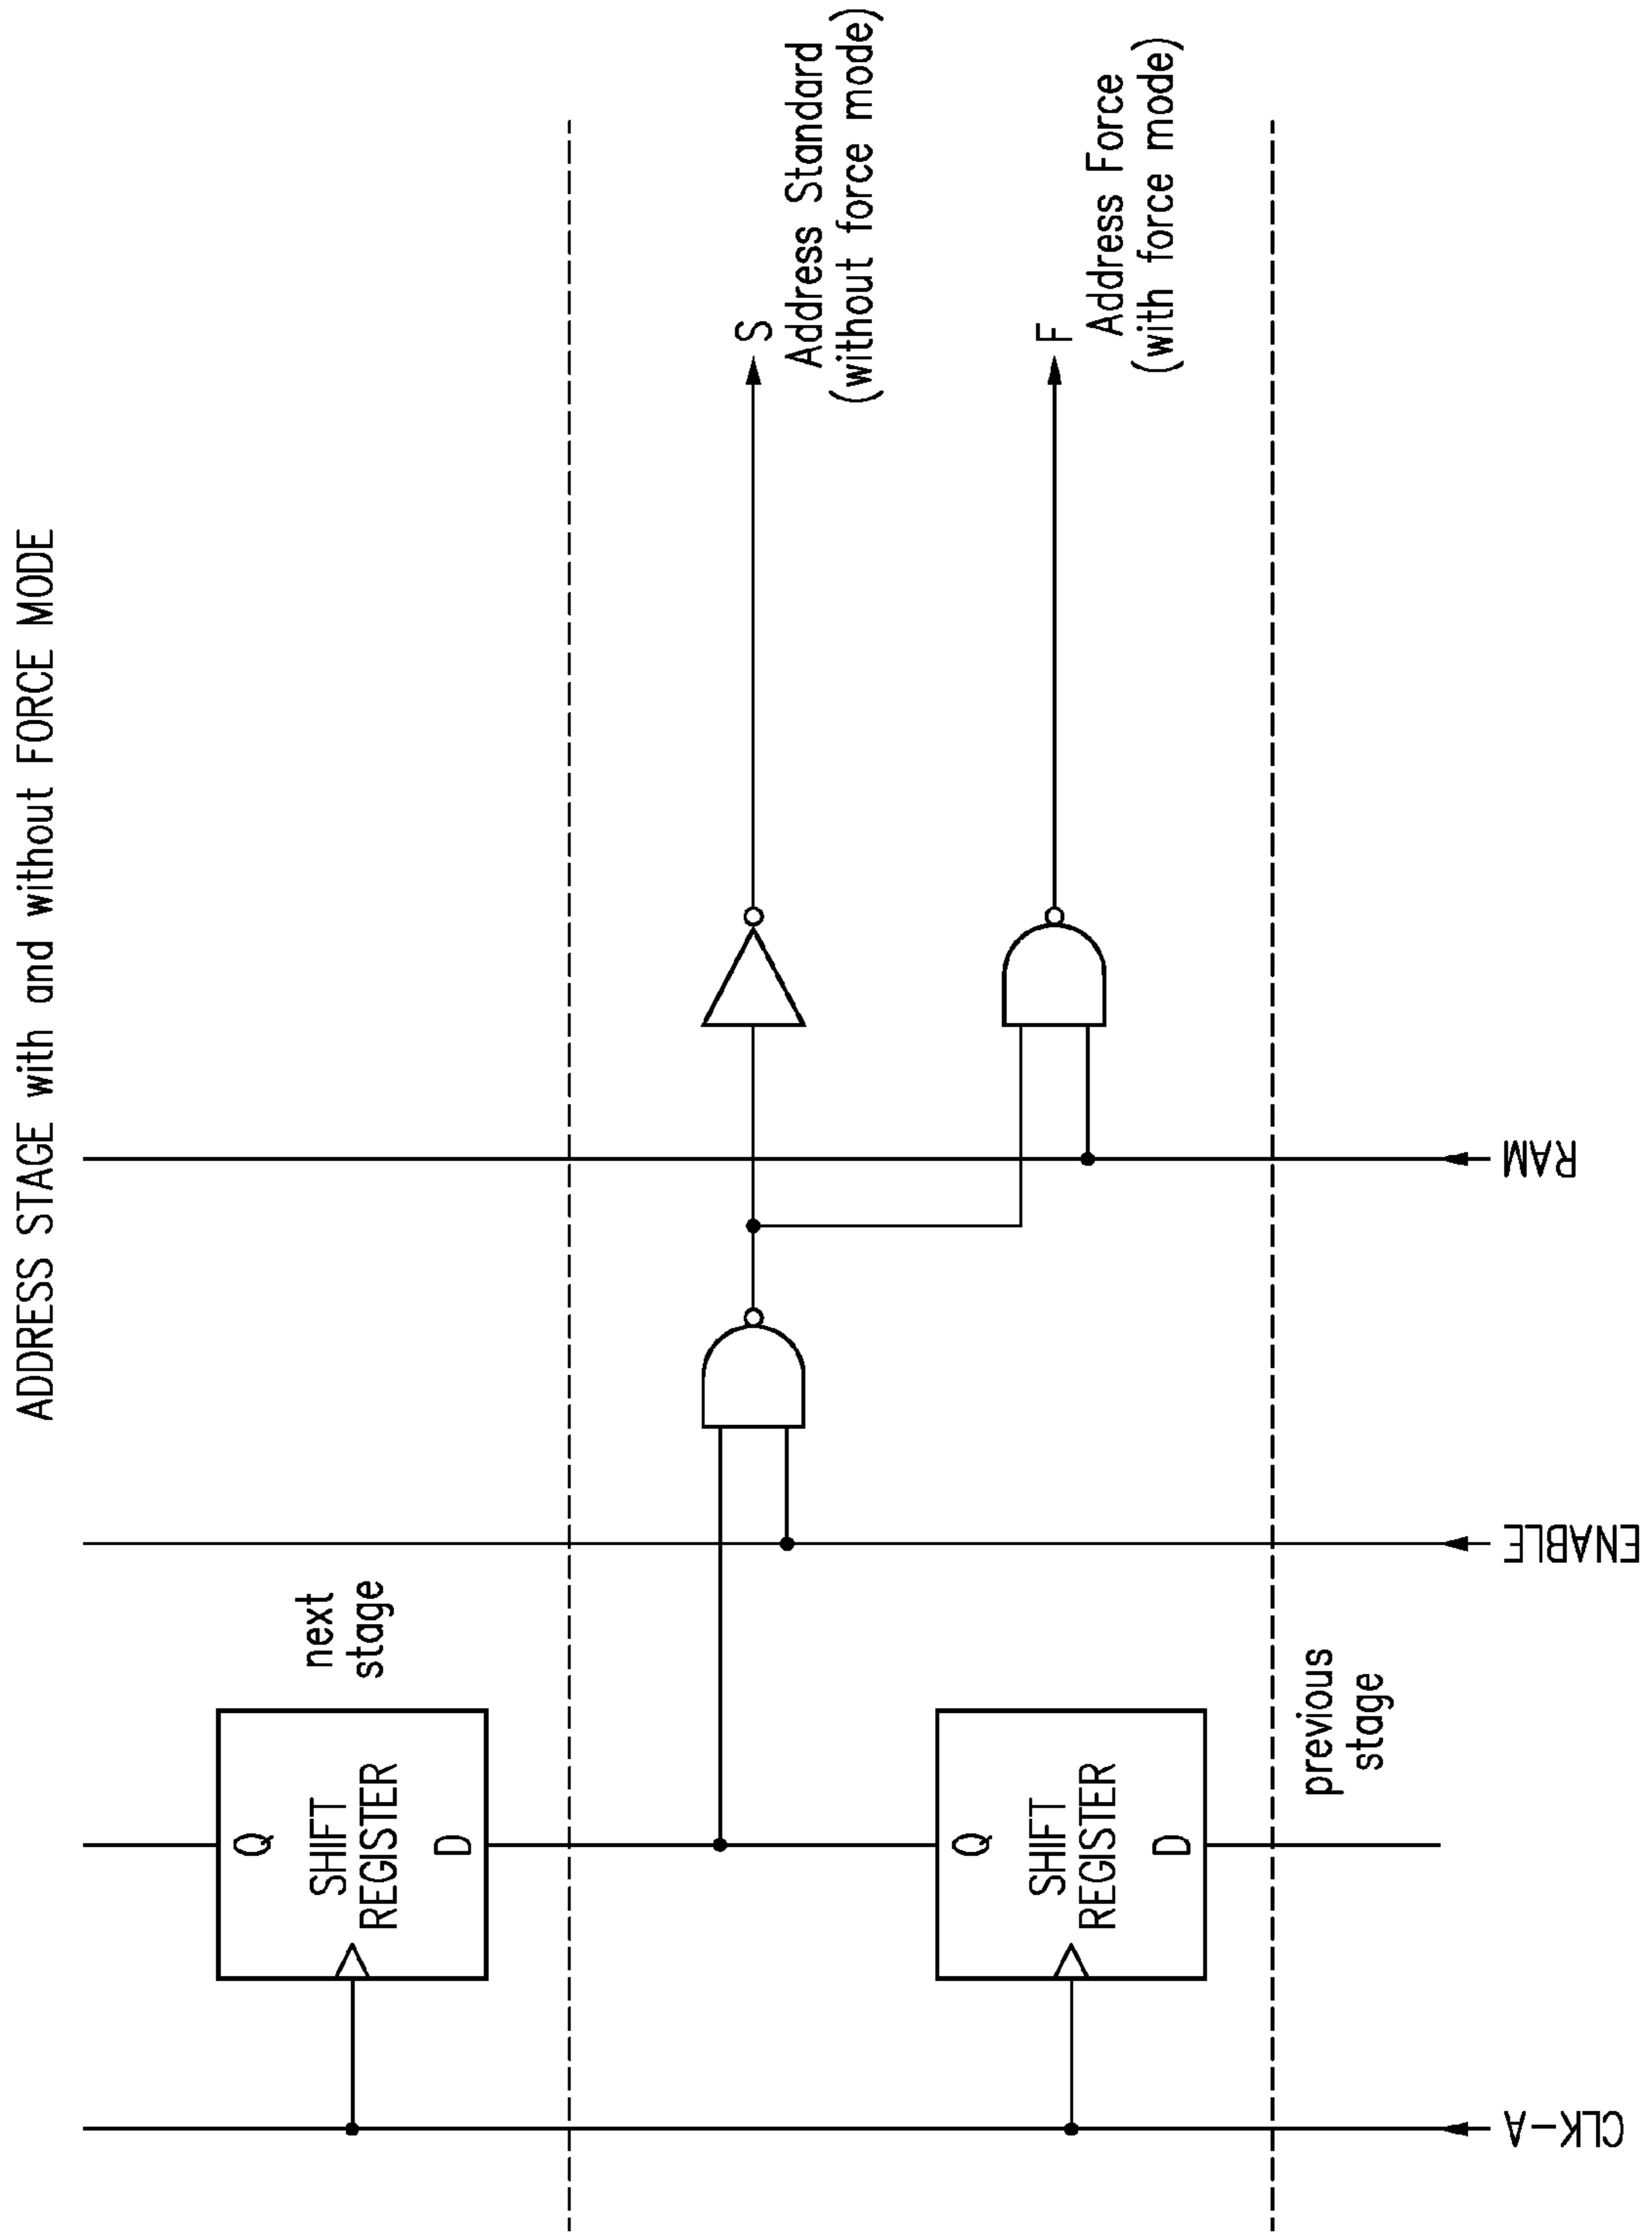 ADDRESS STAGE with and without FORCE MODE
Q
SHIFT
REGISTER
D
next
stage
S
Address Standard
(without force mode)
Q
SHIFT
REGISTER
D
F
Address Force
(with force mode)
previous
stage
CLK-A
ENABLE
RAM